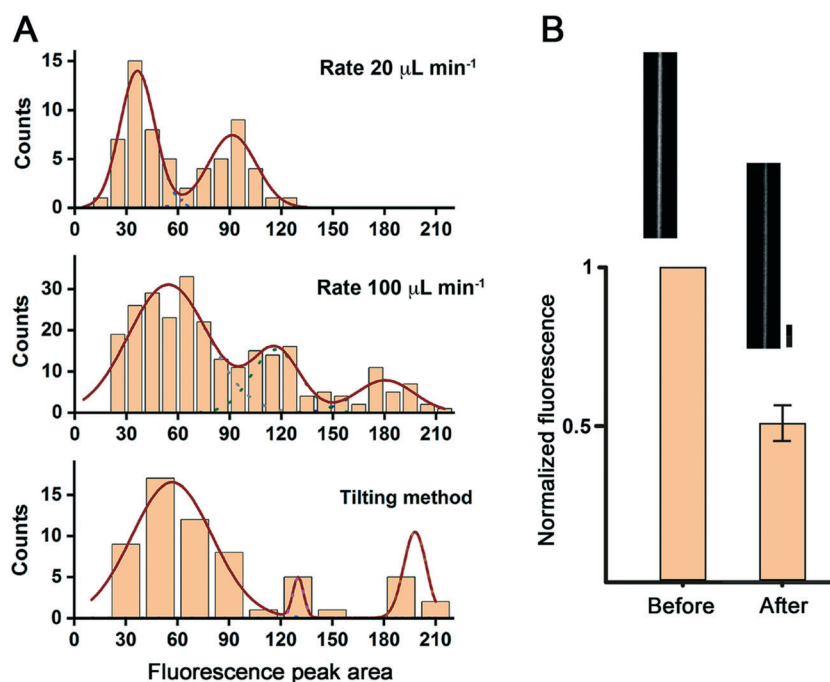 A
Rate 20 μL min⁻¹
Counts
15
10
5
0
0 30 60 90 120 150 180 210
Rate 100 μL min⁻¹
Counts
30
20
10
0
0 30 60 90 120 150 180 210
Tilting method
Counts
15
10
5
0
0 30 60 90 120 150 180 210
Fluorescence peak area
B
Normalized fluorescence
1
0.5
Before After